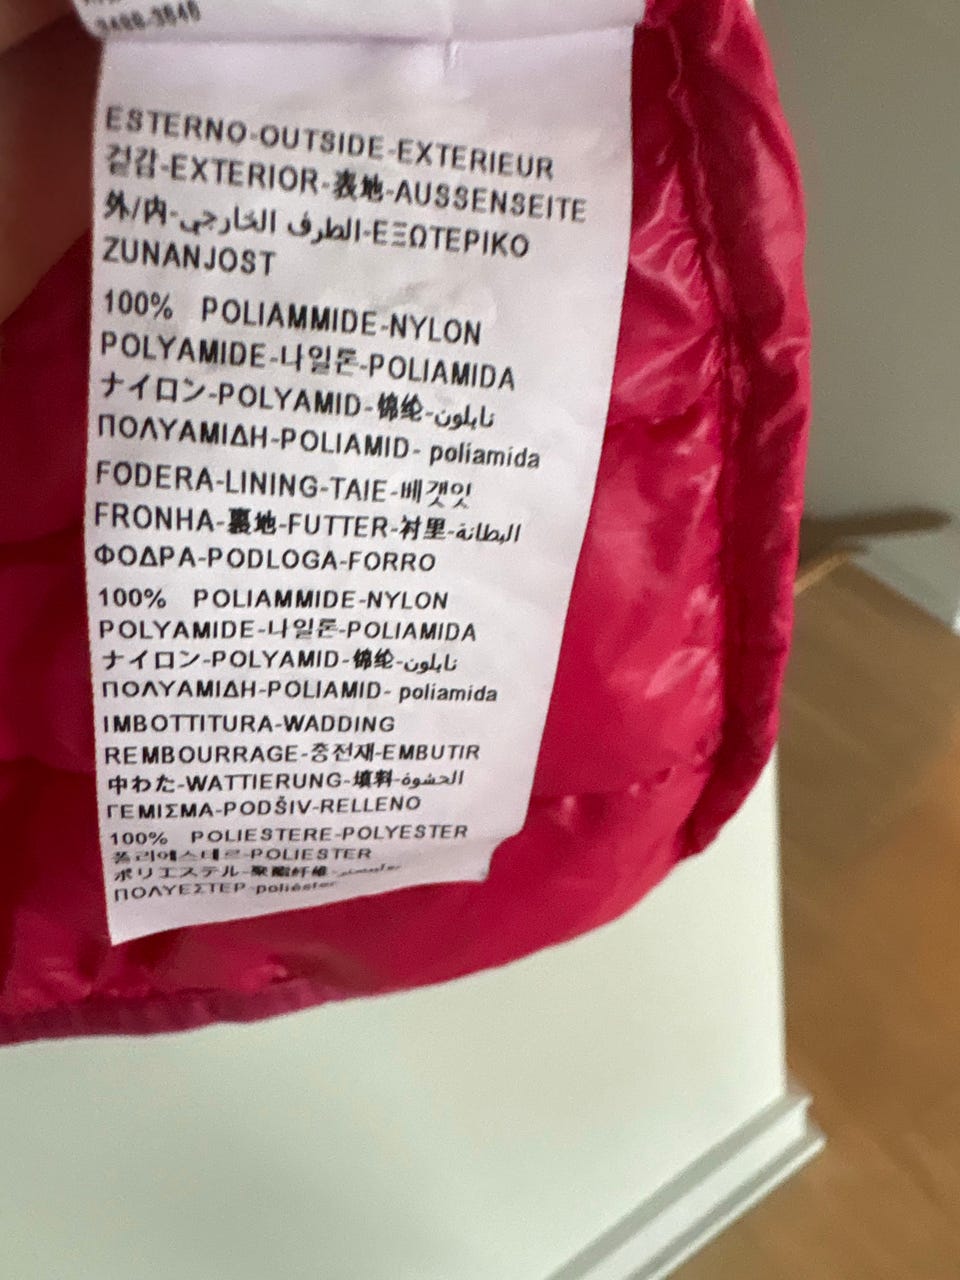 ESTERNO-OUTSIDE-EXTERIEUR
겉감-EXTERIOR-表地-AUSSENSEITE
外/内-الطرف الخارجي-ΕΞΩΤΕΡΙΚΟ
ZUNANJOST
100% POLIAMMIDE-NYLON
POLYAMIDE-나일론-POLIAMIDA
ナイロン-POLYAMID-锦纶-نايلون
ΠΟΛΥΑΜΙΔΗ-POLIAMID- poliamida
FODERA-LINING-TAIE-베갯잇
FRONHA-裏地-FUTTER-衬里-البطانة
ΦΟΔΡΑ-PODLOGA-FORRO
100% POLIAMMIDE-NYLON
POLYAMIDE-나일론-POLIAMIDA
ナイロン-POLYAMID-锦纶-نايلون
ΠΟΛΥΑΜΙΔΗ-POLIAMID- poliamida
IMBOTTITURA-WADDING
REMBOURRAGE-충전재-EMBUTIR
中わた-WATTIERUNG-填料-الحشوة
ΓΕΜΙΣΜΑ-PODŠIV-RELLENO
100% POLIESTERE-POLYESTER
폴리에스테르-POLIESTER
ポリエステル-聚酯纤维-
ΠΟΛΥΕΣΤΕΡ-poliéster